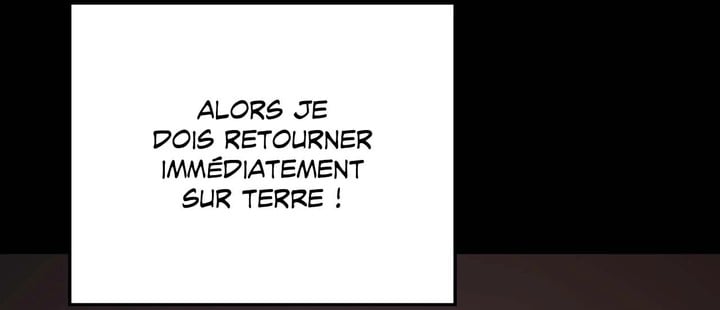 ALORS JE
DOIS RETOURNER
IMMÉDIATEMENT
SUR TERRE !